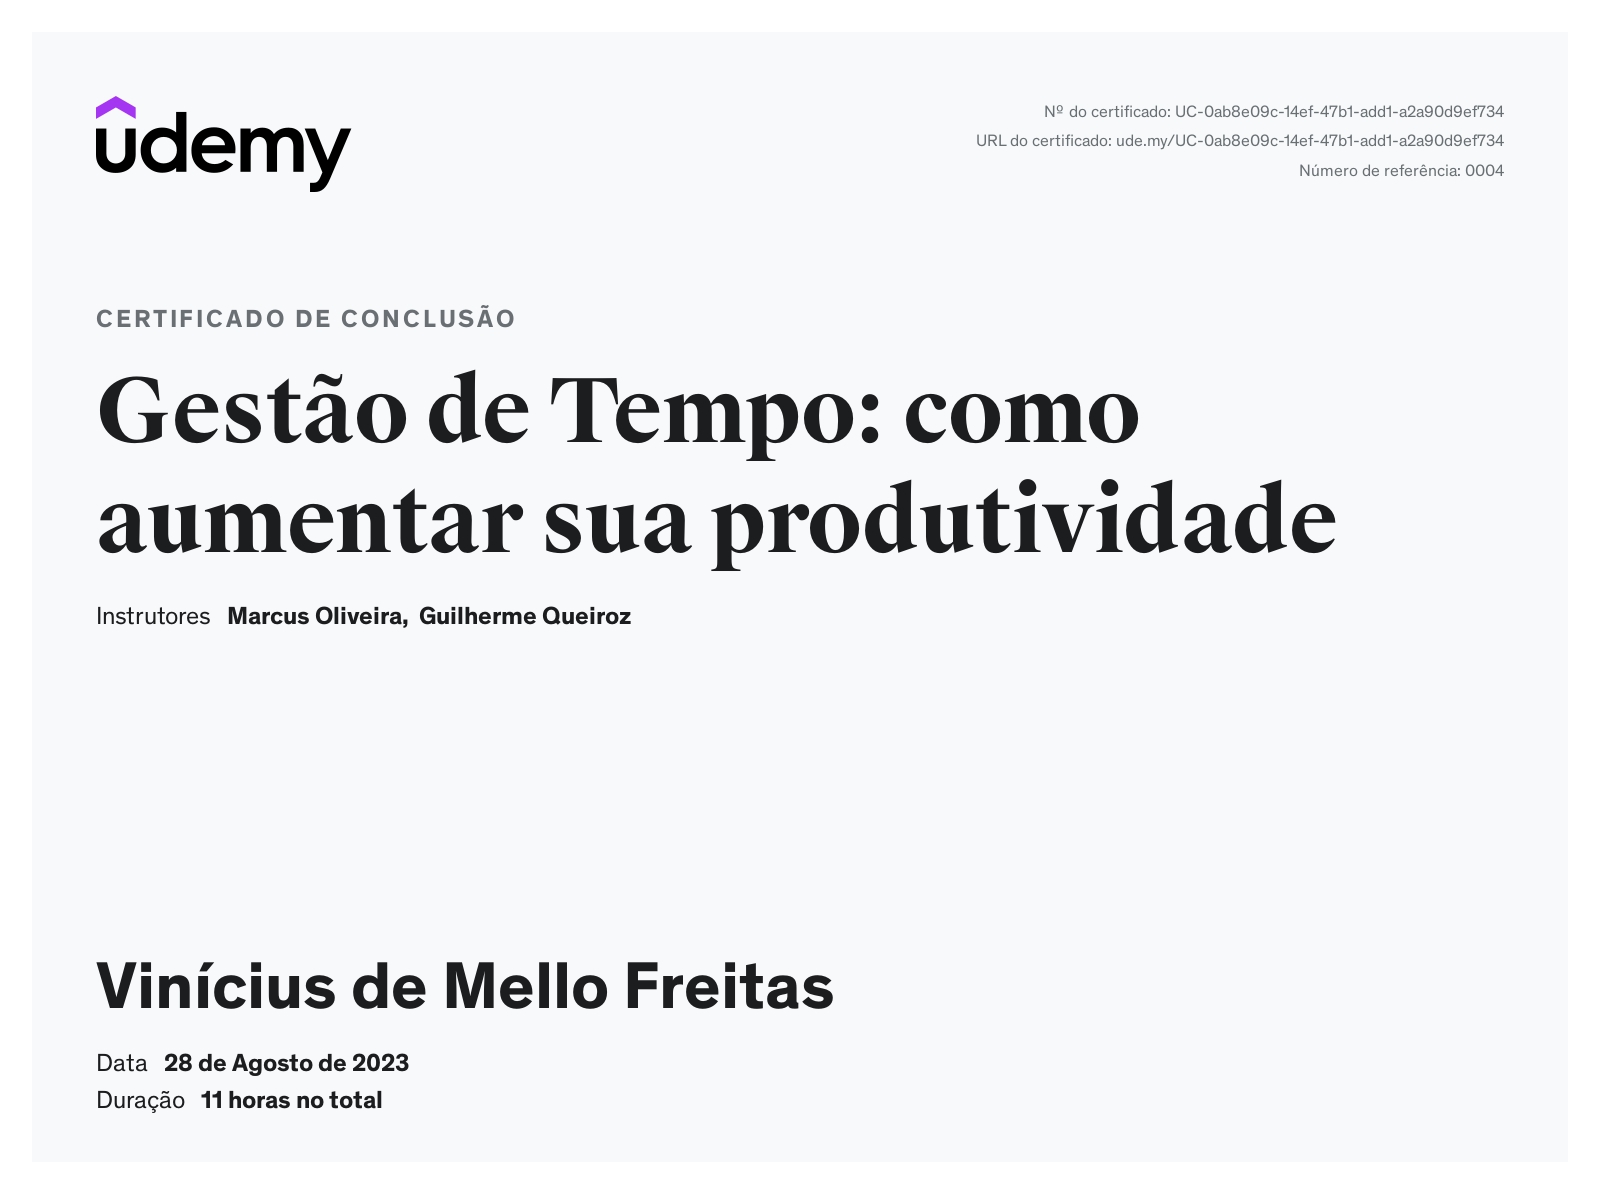 udemy
Nº do certificado: UC-0ab8e09c-14ef-47b1-add1-a2a90d9ef734
URL do certificado: ude.my/UC-0ab8e09c-14ef-47b1-add1-a2a90d9ef734
Número de referência: 0004
CERTIFICADO DE CONCLUSÃO
Gestão de Tempo: como
aumentar sua produtividade
Instrutores Marcus Oliveira, Guilherme Queiroz
Vinícius de Mello Freitas
Data 28 de Agosto de 2023
Duração 11 horas no total